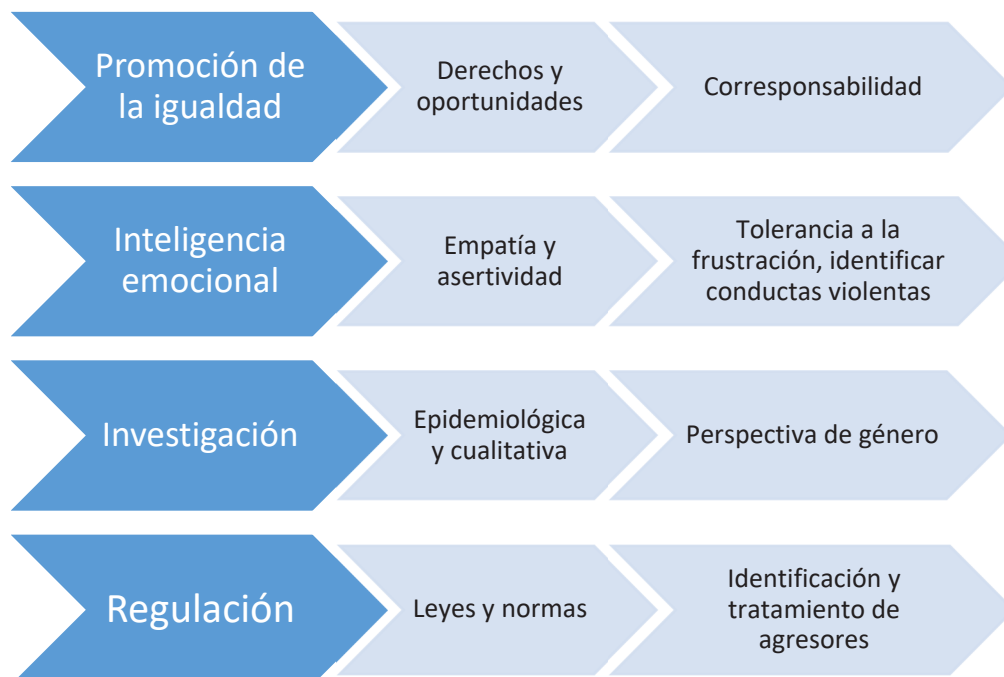 Promoción de
la igualdad
Derechos y
oportunidades
Corresponsabilidad
Inteligencia
emocional
Empatía y
asertividad
Tolerancia a la
frustración, identificar
conductas violentas
Investigación
Epidemiológica
y cualitativa
Perspectiva de género
Regulación
Leyes y normas
Identificación y
tratamiento de
agresores